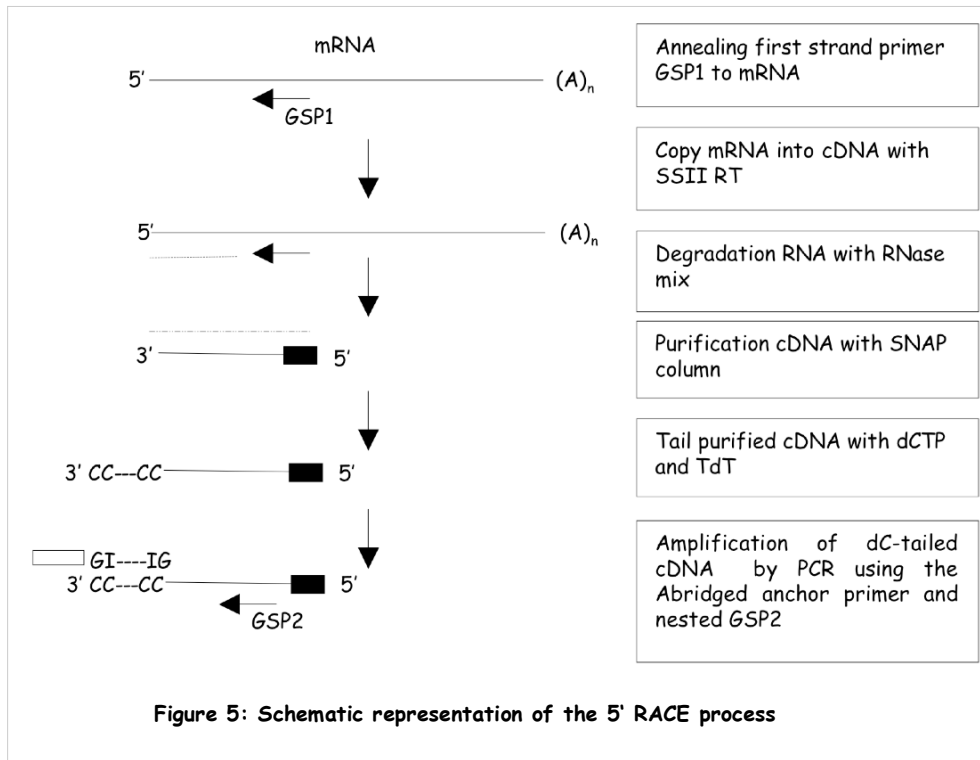 mRNA
5' (A)n
GSP1
Annealing first strand primer
GSP1 to mRNA
Copy mRNA into cDNA with
SSII RT
5' (A)n
Degradation RNA with RNase
mix
3' 5'
Purification cDNA with SNAP
column
3' CC---CC 5'
Tail purified cDNA with dCTP
and TdT
GI----IG
3' CC---CC 5'
GSP2
Amplification of dC-tailed
cDNA by PCR using the
Abridged anchor primer and
nested GSP2
Figure 5: Schematic representation of the 5' RACE process